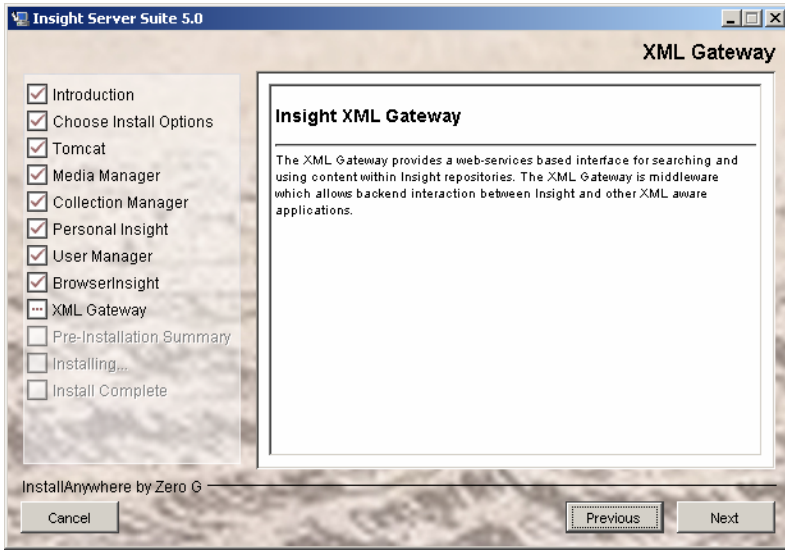 Insight Server Suite 5.0
XML Gateway
Introduction
Choose Install Options
Tomcat
Media Manager
Collection Manager
Personal Insight
User Manager
BrowserInsight
XML Gateway
Pre-Installation Summary
Installing...
Install Complete
Insight XML Gateway
The XML Gateway provides a web-services based interface for searching and
using content within Insight repositories. The XML Gateway is middleware
which allows backend interaction between Insight and other XML aware
applications.
InstallAnywhere by Zero G
Cancel
Previous
Next